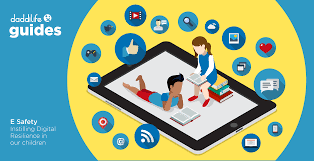 daddilife
guides
E Safety
Instilling Digital
Resilience in
our children